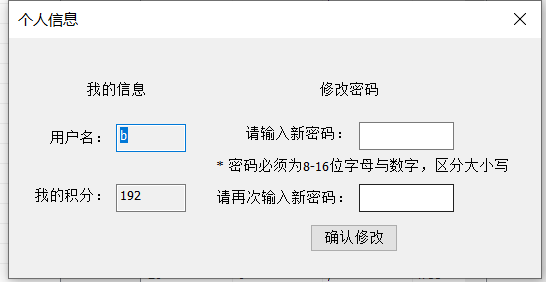 个人信息
我的信息
修改密码
用户名： b
请输入新密码：
* 密码必须为8-16位字母与数字，区分大小写
我的积分： 192
请再次输入新密码：
确认修改